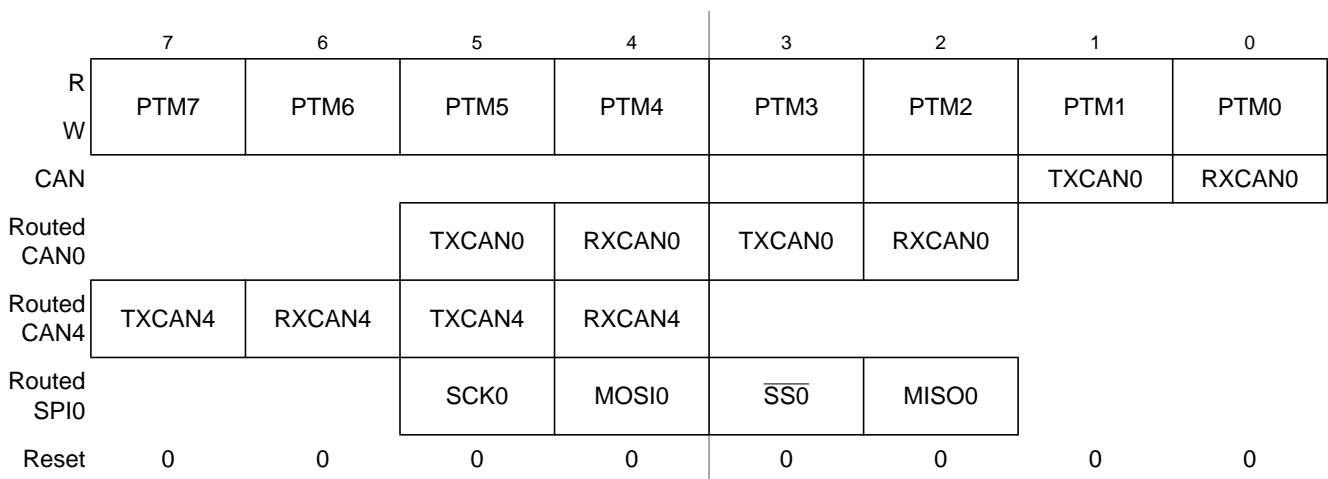 7 6 5 4 3 2 1 0
R
W
PTM7 PTM6 PTM5 PTM4 PTM3 PTM2 PTM1 PTM0
CAN TXCAN0 RXCAN0
Routed
CAN0
TXCAN0 RXCAN0 TXCAN0 RXCAN0
Routed
CAN4
TXCAN4 RXCAN4 TXCAN4 RXCAN4
Routed
SPI0
SCK0 MOSI0 S̅S̅0̅ MISO0
Reset 0 0 0 0 0 0 0 0